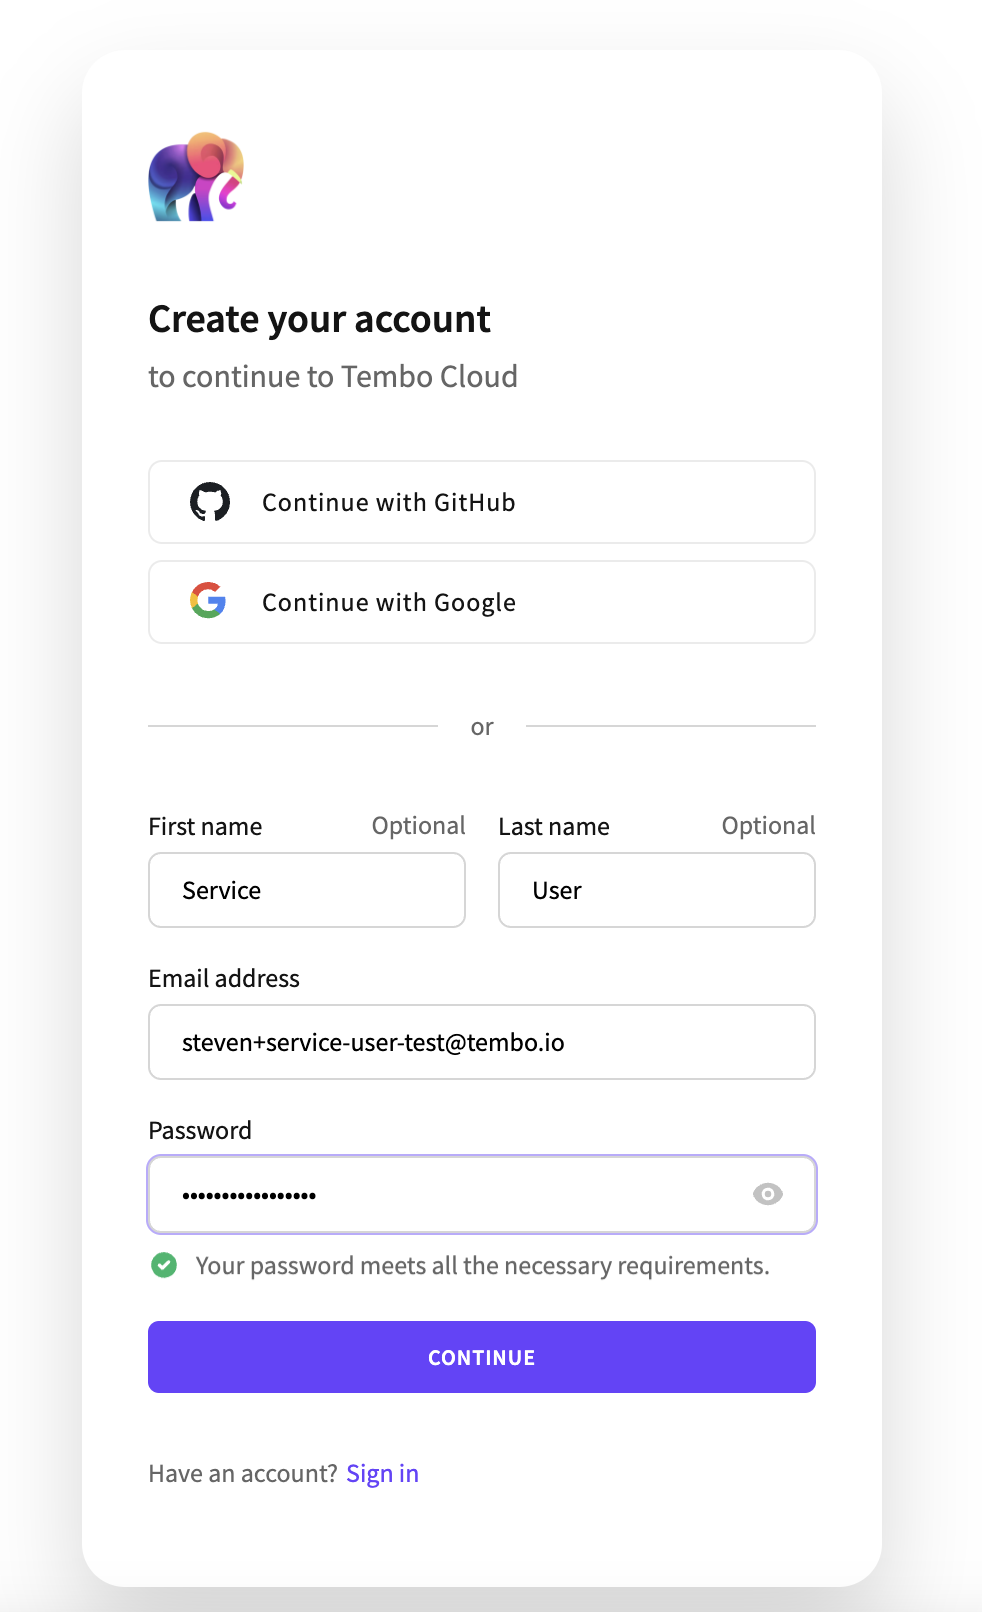 Create your account
to continue to Tembo Cloud
Continue with GitHub
Continue with Google
or
First name Optional Last name Optional
Service User
Email address
steven+service-user-test@tembo.io
Password
•••••••••••••••••
Your password meets all the necessary requirements.
CONTINUE
Have an account? Sign in